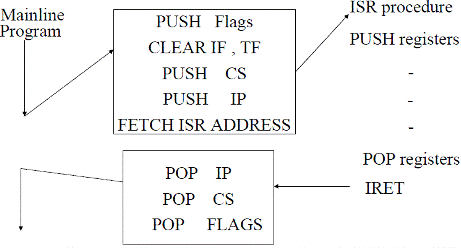 Mainline
Program
PUSH Flags
CLEAR IF , TF
PUSH CS
PUSH IP
FETCH ISR ADDRESS
ISR procedure
PUSH registers
-
-
-
POP registers
IRET
POP IP
POP CS
POP FLAGS